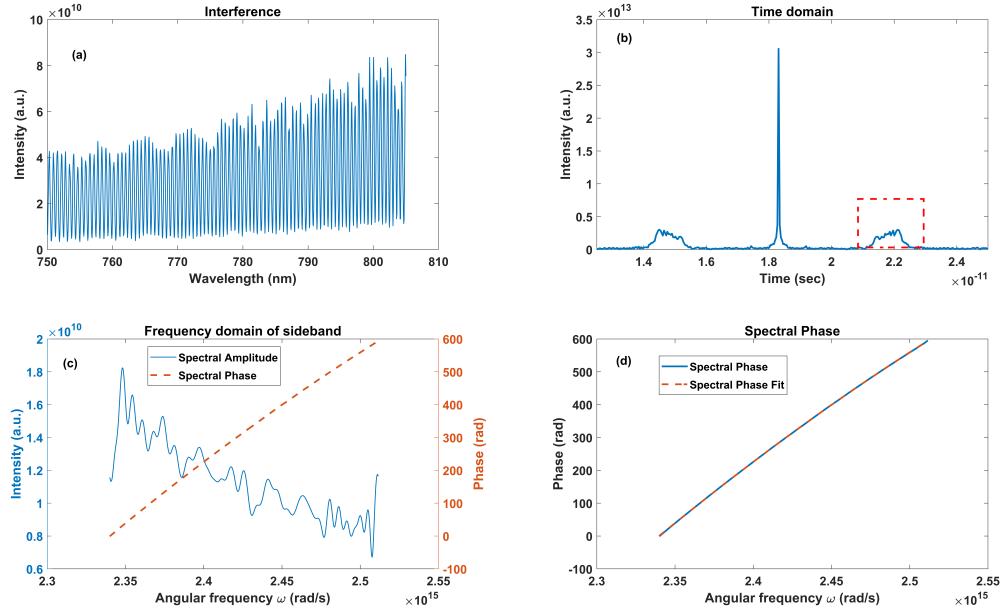 Interference
×10^10
(a)
10
8
6
4
2
0
Intensity (a.u.)
750 760 770 780 790 800 810
Wavelength (nm)
Time domain
×10^13
(b)
3.5
3
2.5
2
1.5
1
0.5
0
Intensity (a.u.)
1.4 1.6 1.8 2 2.2 2.4
Time (sec)
×10^-11
Frequency domain of sideband
×10^10
(c)
Spectral Amplitude
Spectral Phase
2
1.8
1.6
1.4
1.2
1
0.8
0.6
Intensity (a.u.)
600
500
400
300
200
100
0
-100
Phase (rad)
2.3 2.35 2.4 2.45 2.5 2.55
Angular frequency ω (rad/s)
×10^15
Spectral Phase
(d)
Spectral Phase
Spectral Phase Fit
600
500
400
300
200
100
0
-100
Phase (rad)
2.3 2.35 2.4 2.45 2.5 2.55
Angular frequency ω (rad/s)
×10^15